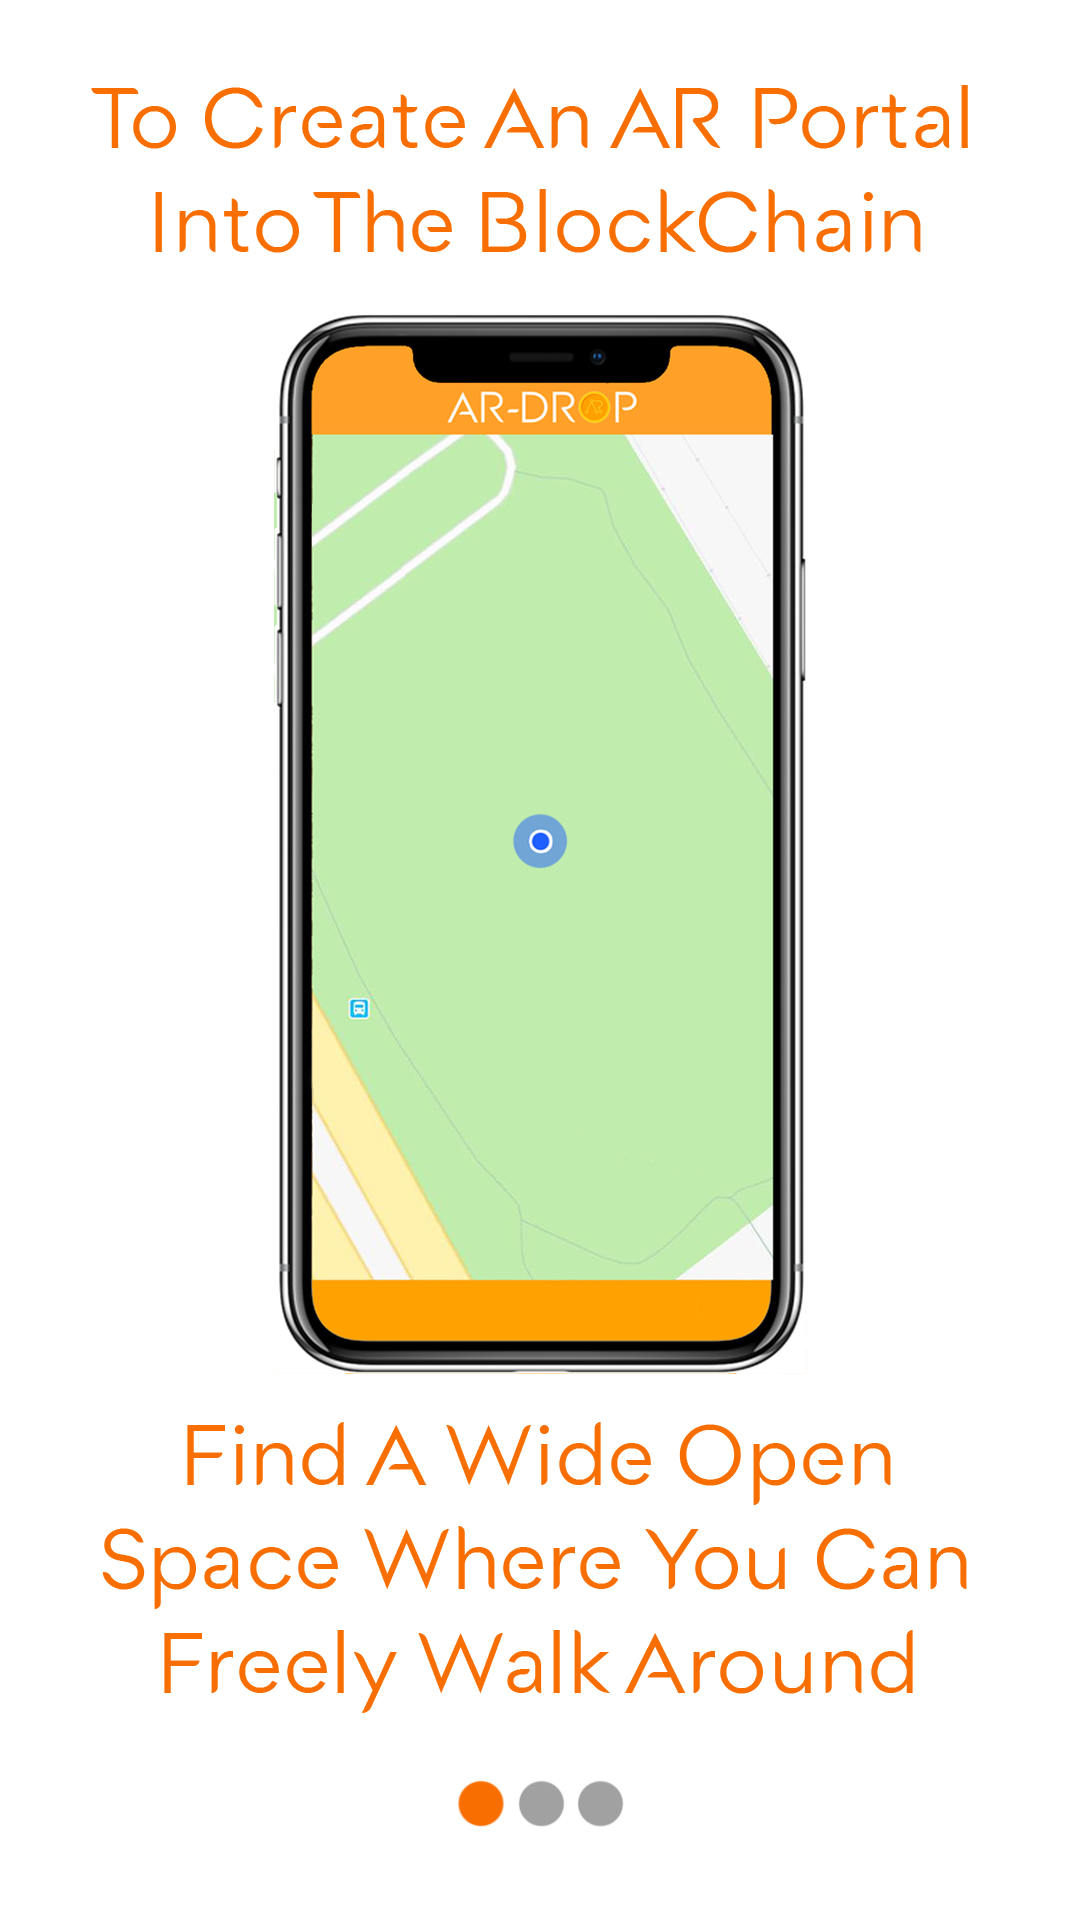 To Create An AR Portal
Into The BlockChain
AR-DROP
Find A Wide Open
Space Where You Can
Freely Walk Around